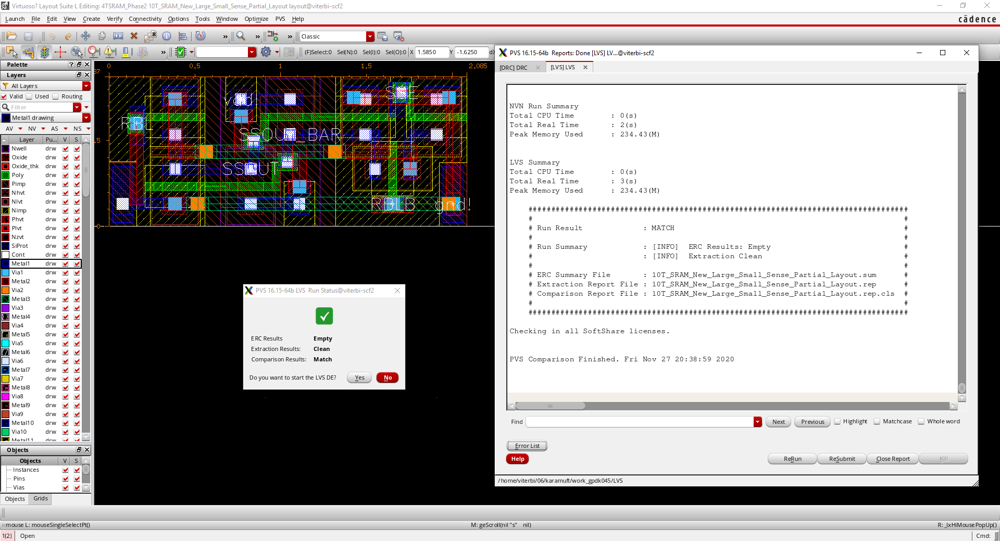 Virtuoso? Layout Suite L Editing: 4TSRAM_Phase2 10T_SRAM_New_Large_Small_Sense_Partial_Layout layout@viterbi-scf2
Launch File Edit View Create Verify Connectivity Options Tools Window Optimize PVS Help
cādence
Classic
(F)Select:0 Sel(N):0 Sel(I):0 Sel(O):0 X 1.5850 Y -1.6250
Palette
Layers
All Layers
Valid Used Routing
Filter
Metal1 drawing
AV NV AS NS
Layer Pu... V S
Nwell drw
Oxide drw
Oxide_thk drw
Poly drw
Pimp drw
Nhvt drw
Nlvt drw
Nimp drw
Phvt drw
Plvt drw
Nzvt drw
SiProt drw
Cont drw
Metal1 drw
Via1 drw
Metal2 drw
Via2 drw
Metal3 drw
Via3 drw
Metal4 drw
Via4 drw
Metal5 drw
Via5 drw
Metal6 drw
Via6 drw
Metal7 drw
Via7 drw
Metal8 drw
Via8 drw
Metal9 drw
Via9 drw
Metal10 drw
Via10 drw
Metal11 drw
Objects
Objects V S
Instances
Pins
Vias
Objects Grids
0 0.5 1 1.5 2.085
87
.5
0
RBL
SSOUT_BAR
SSOUT
gnd!
PVS 16.15-64b LVS Run Status@viterbi-scf2
ERC Results Empty
Extraction Results: Clean
Comparison Results: Match
Do you want to start the LVS DE? Yes No
PVS 16.15-64b Reports: Done [LVS] LV...@viterbi-scf2
[DRC] DRC [LVS] LVS
NVN Run Summary
Total CPU Time : 0(s)
Total Real Time : 2(s)
Peak Memory Used : 234.43(M)
LVS Summary
Total CPU Time : 0(s)
Total Real Time : 3(s)
Peak Memory Used : 234.43(M)
# Run Result : MATCH #
# Run Summary : [INFO] ERC Results: Empty #
# : [INFO] Extraction Clean #
# ERC Summary File : 10T_SRAM_New_Large_Small_Sense_Partial_Layout.sum #
# Extraction Report File : 10T_SRAM_New_Large_Small_Sense_Partial_Layout.rep #
# Comparison Report File : 10T_SRAM_New_Large_Small_Sense_Partial_Layout.rep.cls #
Checking in all SoftShare licenses.
PVS Comparison Finished. Fri Nov 27 20:38:59 2020
Find Next Previous Highlight Matchcase Whole word
Error List
Help ReRun ReSubmit Close Report Kill
/home/viterbi/06/karamuft/work_gpdk045/LVS
mouse L: mouseSingleSelectPt() M: geScroll(nil "s" nil) R: _lxHiMousePopUp()
1(2) Open Cmd: